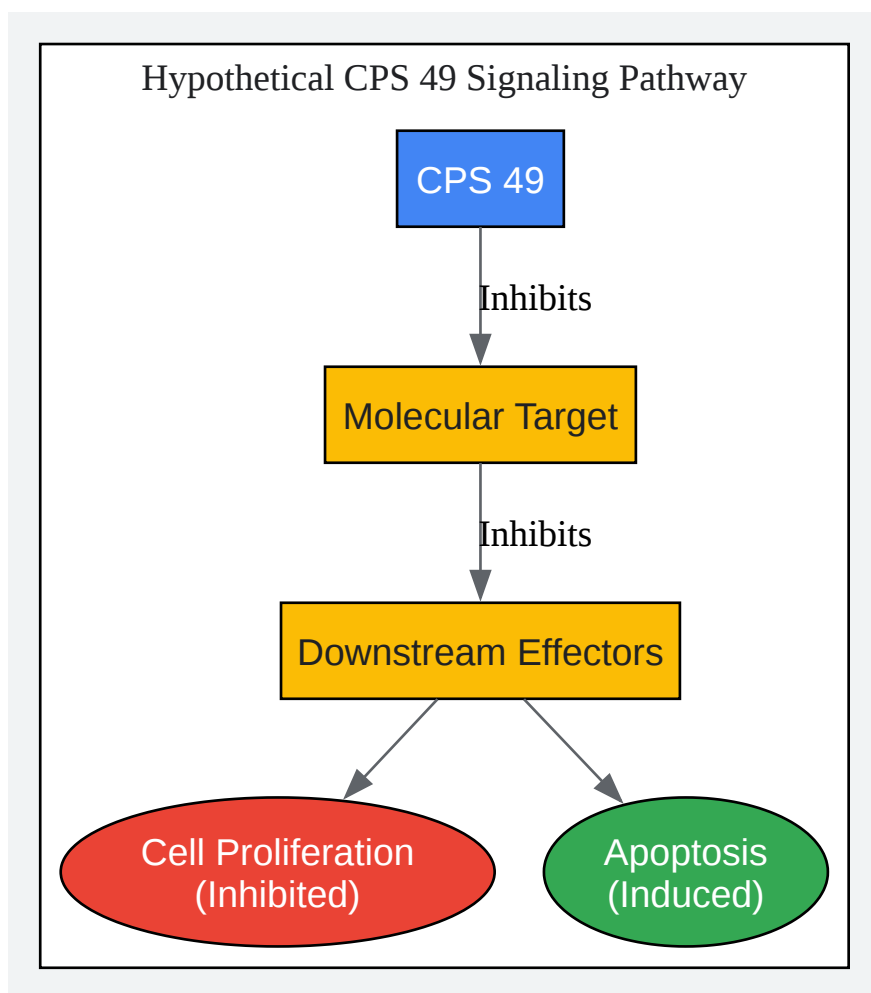 Hypothetical CPS 49 Signaling Pathway
CPS 49
Inhibits
Molecular Target
Inhibits
Downstream Effectors
Cell Proliferation
(Inhibited)
Apoptosis
(Induced)